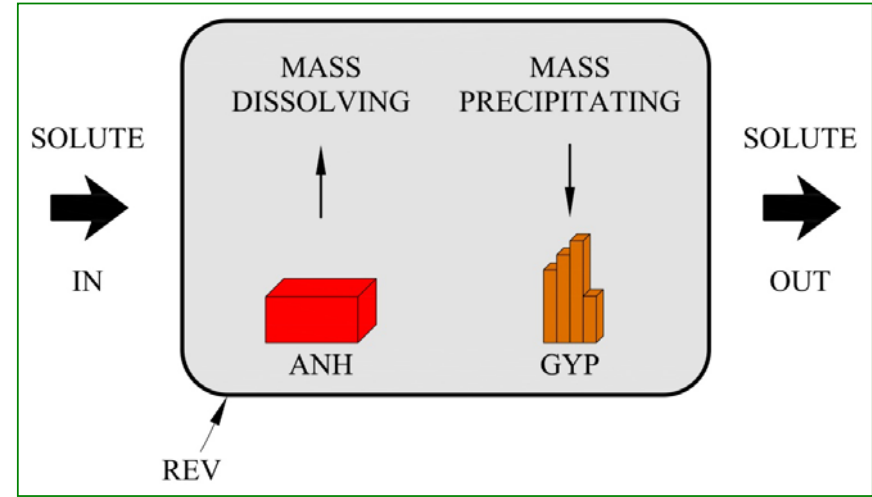 MASS
DISSOLVING
MASS
PRECIPITATING
SOLUTE
IN
SOLUTE
OUT
ANH
GYP
REV